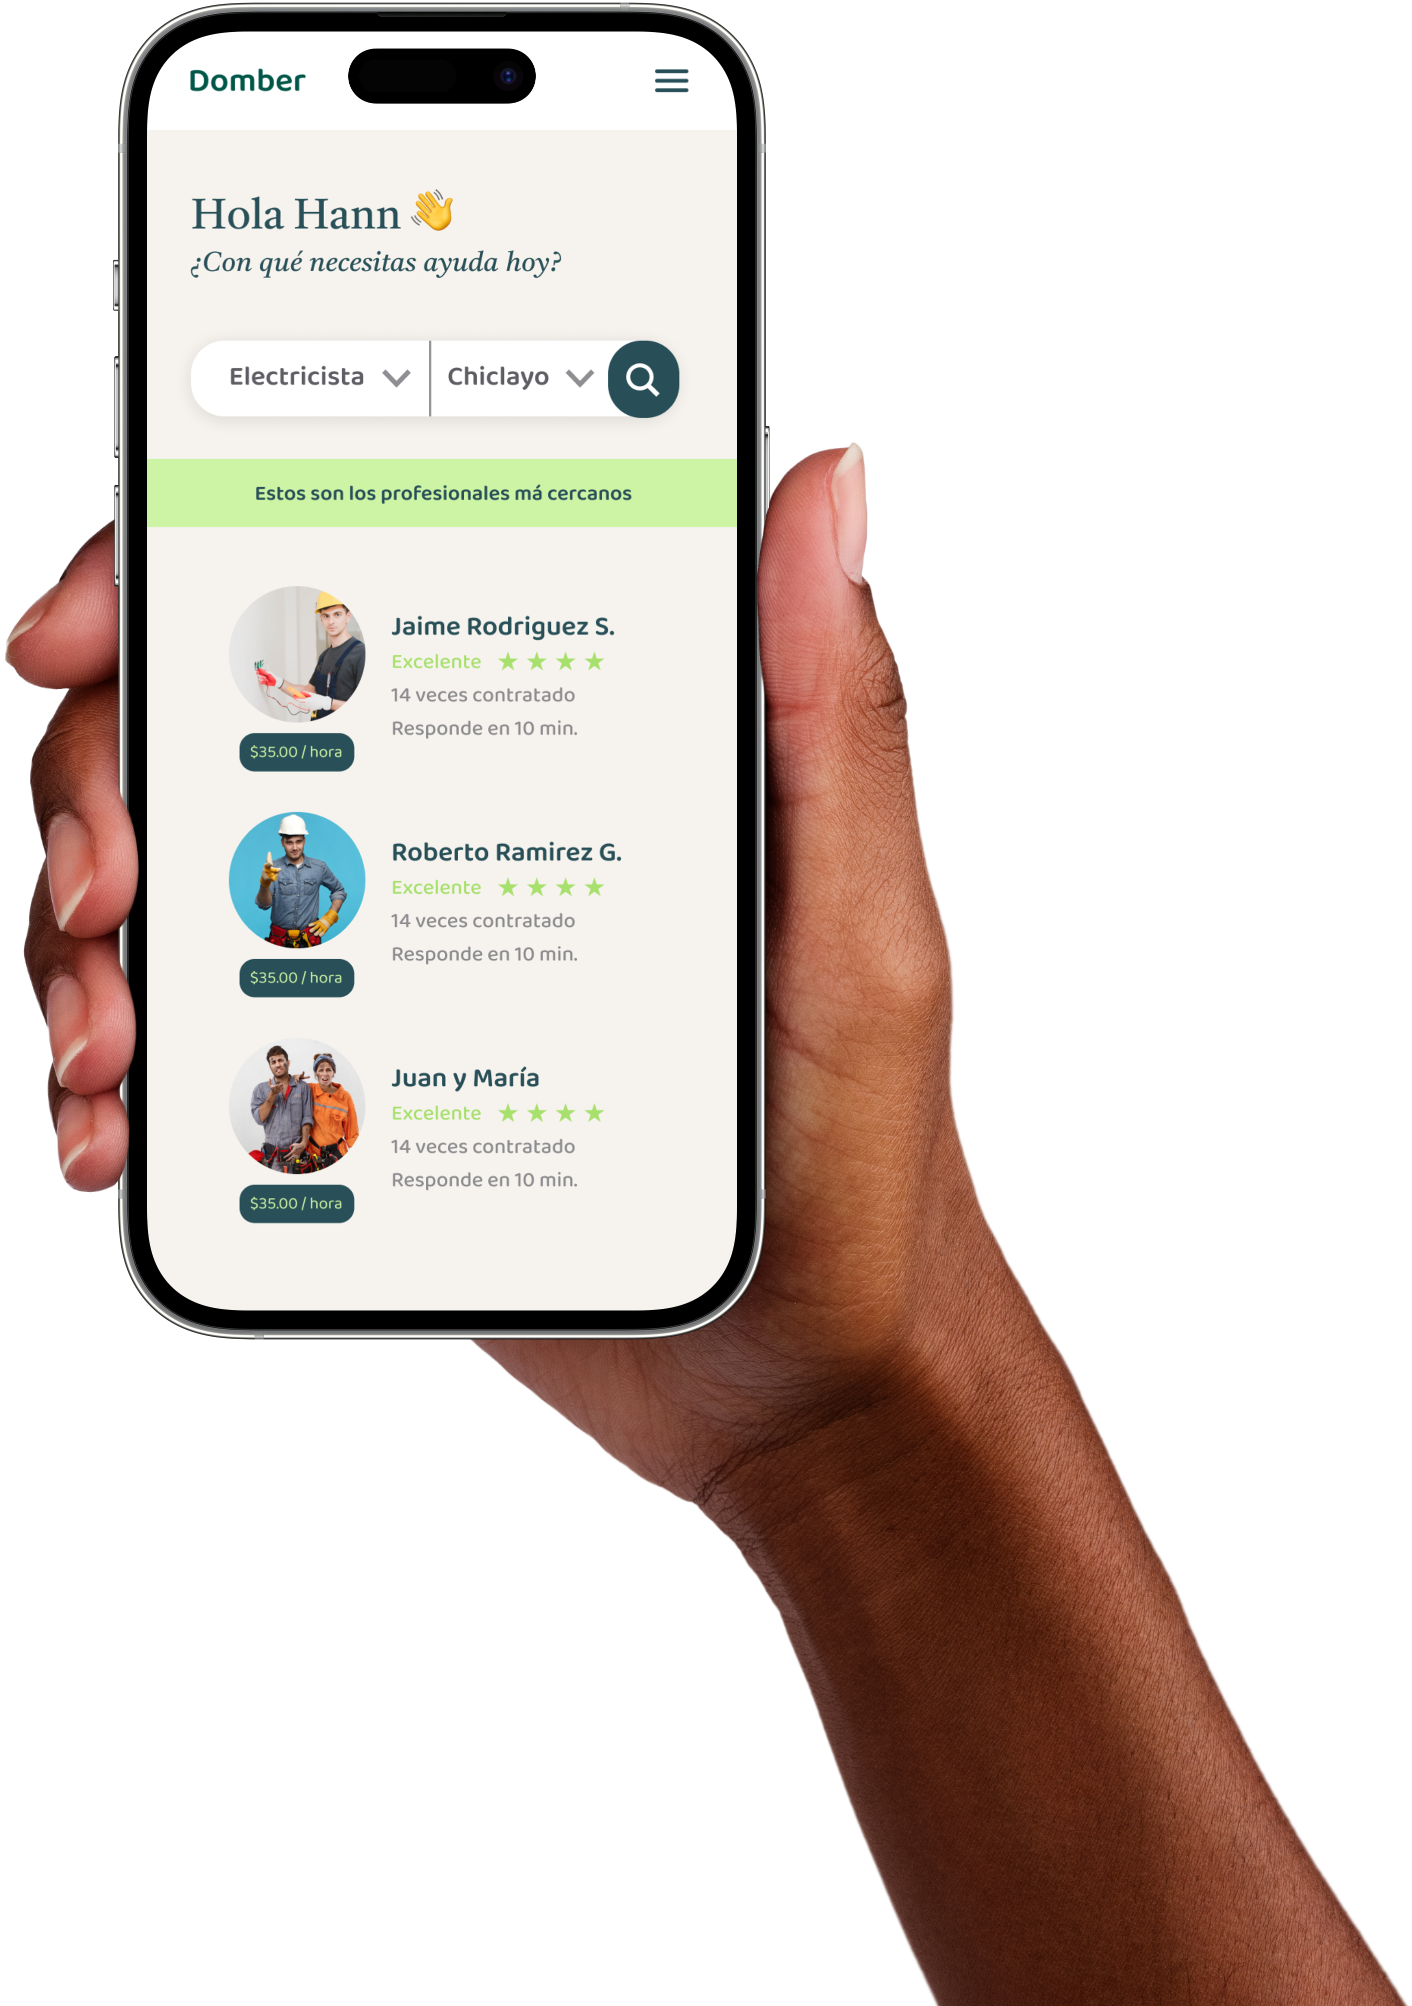 Domber
Hola Hann 👋
¿Con qué necesitas ayuda hoy?
Electricista Chiclayo
Estos son los profesionales má cercanos
Jaime Rodriguez S.
Excelente ★ ★ ★ ★
14 veces contratado
Responde en 10 min.
$35.00 / hora
Roberto Ramirez G.
Excelente ★ ★ ★ ★
14 veces contratado
Responde en 10 min.
$35.00 / hora
Juan y María
Excelente ★ ★ ★ ★
14 veces contratado
Responde en 10 min.
$35.00 / hora